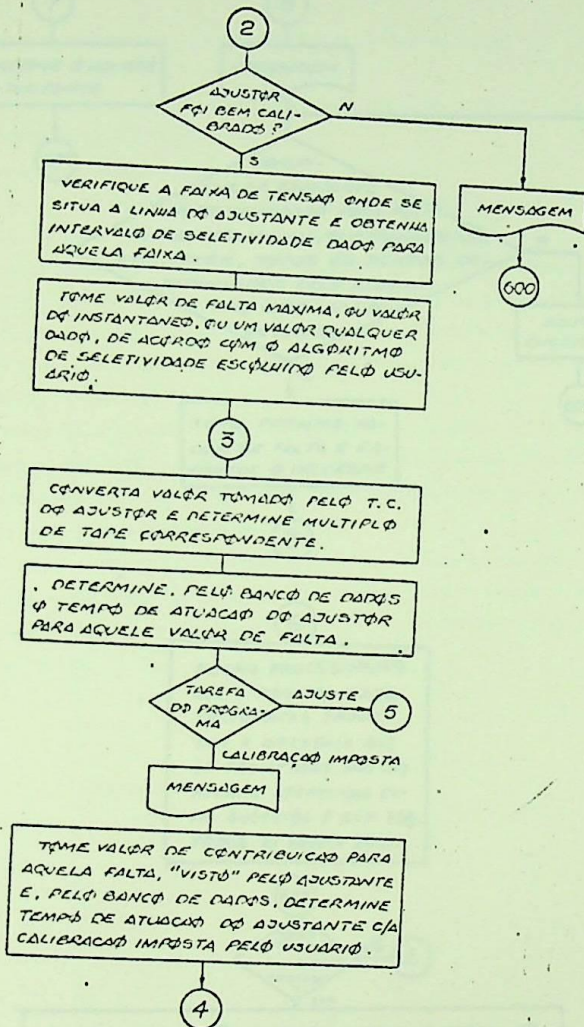 2
AJUSTOR
FOI BEM CALI-
BRADO?
N
S
VERIFIQUE A FAIXA DE TENSAO ONDE SE
SITUA A LINHA DO AJUSTANTE E OBTENHA
INTERVALO DE SELETIVIDADE DADO PARA
AQUELA FAIXA.
MENSAGEM
600
TOME VALOR DE FALTA MAXIMA, OU VALOR
DO INSTANTANEO, OU UM VALOR QUALQUER
DADO, DE ACORDO COM O ALGORITMO
DE SELETIVIDADE ESCOLHIDO PELO USU-
ARIO.
3
CONVERTA VALOR TOMADO PELO T.C.
DO AJUSTOR E DETERMINE MULTIPLO
DE TAPE CORRESPONDENTE.
. DETERMINE, PELO BANCO DE DADOS
O TEMPO DE ATUACAO DO AJUSTOR
PARA AQUELE VALOR DE FALTA.
TAREFA
DO PROGRA-
MA
AJUSTE
5
CALIBRAÇAO IMPOSTA
MENSAGEM
TOME VALOR DE CONTRIBUICAO PARA
AQUELA FALTA, "VISTO" PELO AJUSTANTE
E, PELO BANCO DE DADOS, DETERMINE
TEMPO DE ATUACAO DO AJUSTANTE C/A
CALIBRACAO IMPOSTA PELO USUARIO.
4